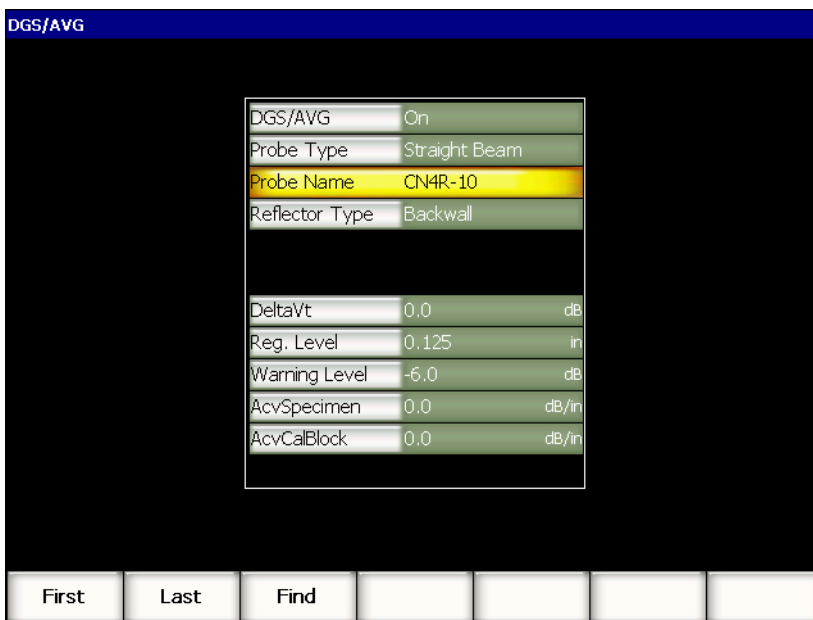 DGS/AVG
DGS/AVG On
Probe Type Straight Beam
Probe Name CN4R-10
Reflector Type Backwall
DeltaVt 0.0 dB
Reg. Level 0.125 in
Warning Level -6.0 dB
AcvSpecimen 0.0 dB/in
AcvCalBlock 0.0 dB/in
First Last Find